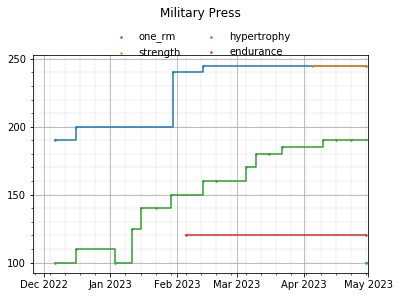 Military Press
one_rm
hypertrophy
strength
endurance
250
200
150
100
Dec 2022
Jan 2023
Feb 2023
Mar 2023
Apr 2023
May 2023